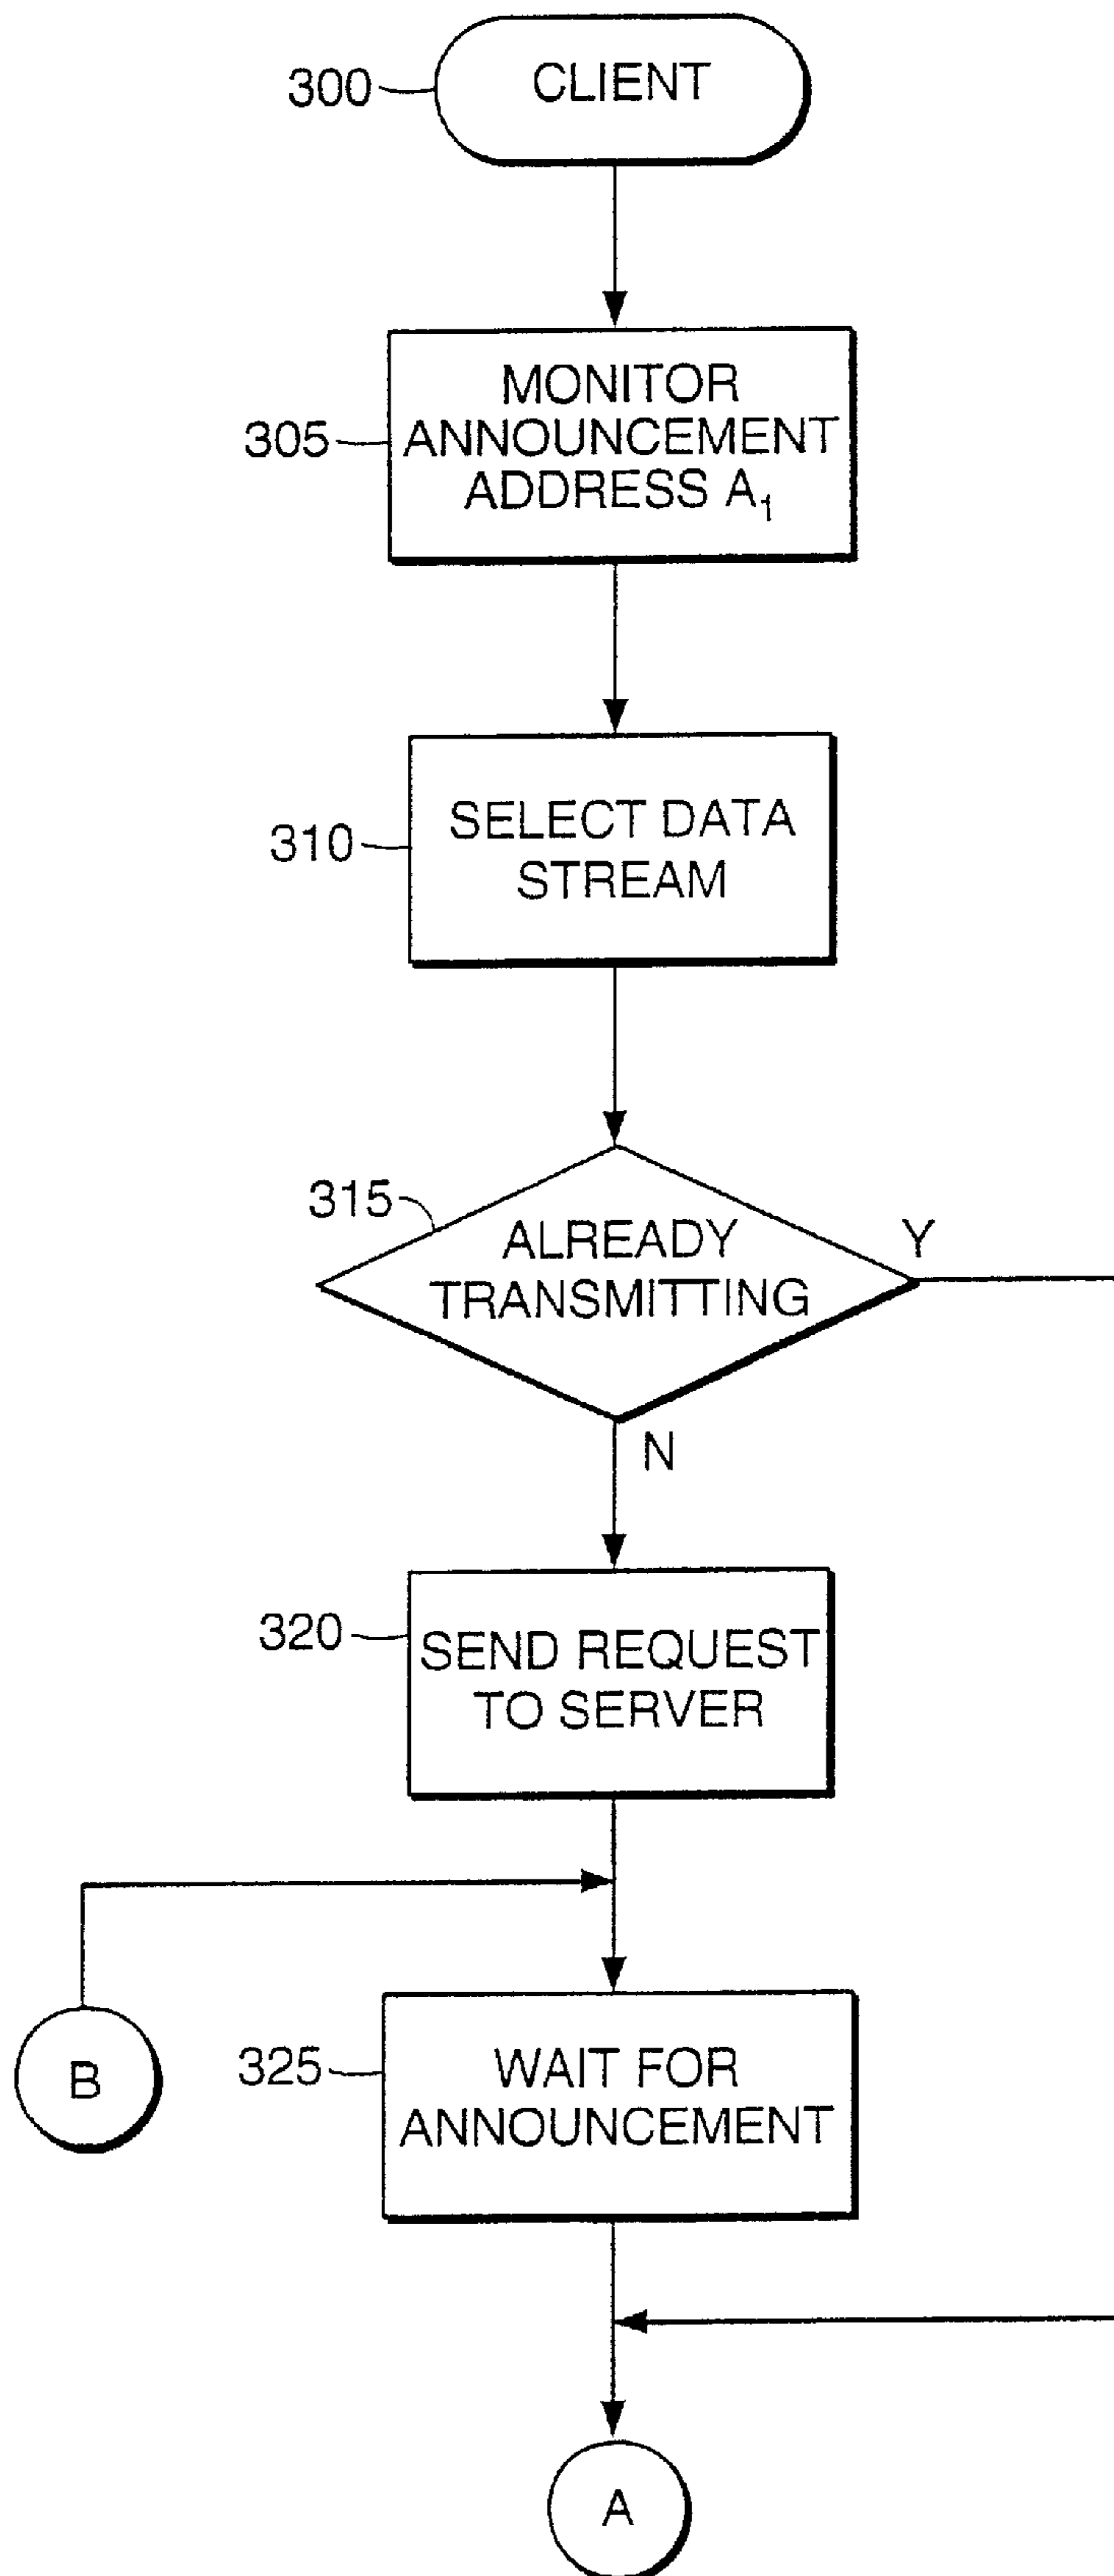 300
CLIENT
305
MONITOR
ANNOUNCEMENT
ADDRESS A₁
310
SELECT DATA
STREAM
315
ALREADY
TRANSMITTING
Y
N
320
SEND REQUEST
TO SERVER
B
325
WAIT FOR
ANNOUNCEMENT
A